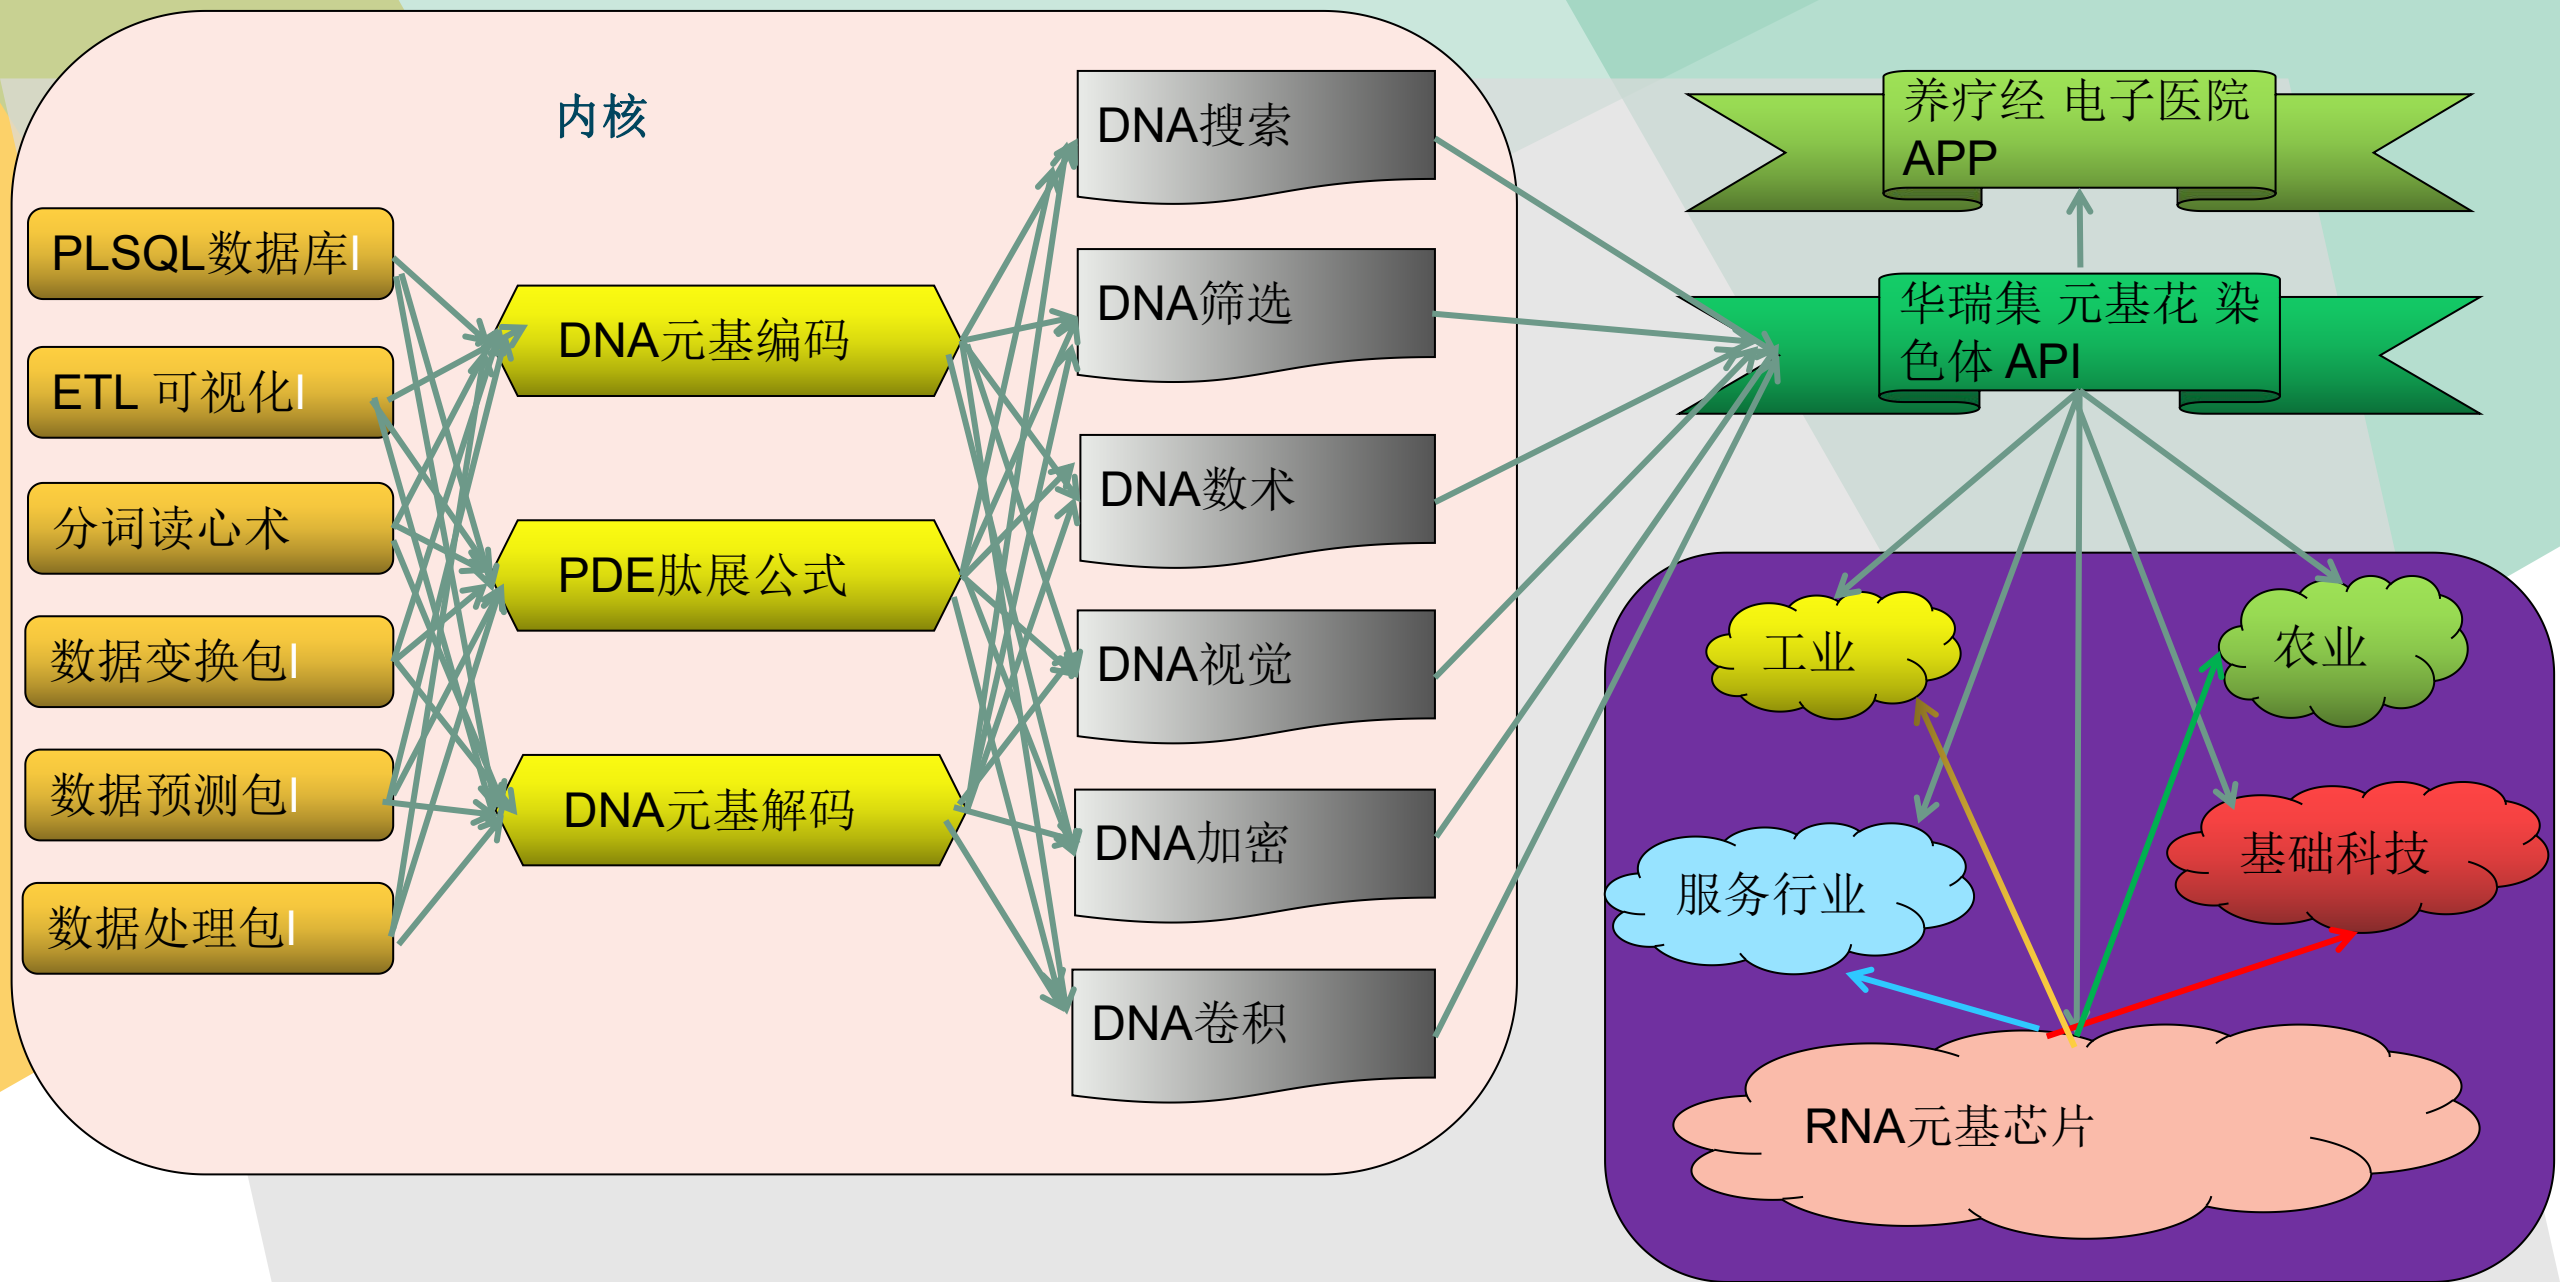 内核
PLSQL数据库I
ETL 可视化I
分词读心术
数据变换包I
数据预测包I
数据处理包I
DNA元基编码
PDE肽展公式
DNA元基解码
DNA搜索
DNA筛选
DNA数术
DNA视觉
DNA加密
DNA卷积
养疗经 电子医院
APP
华瑞集 元基花 染
色体 API
工业
农业
服务行业
基础科技
RNA元基芯片